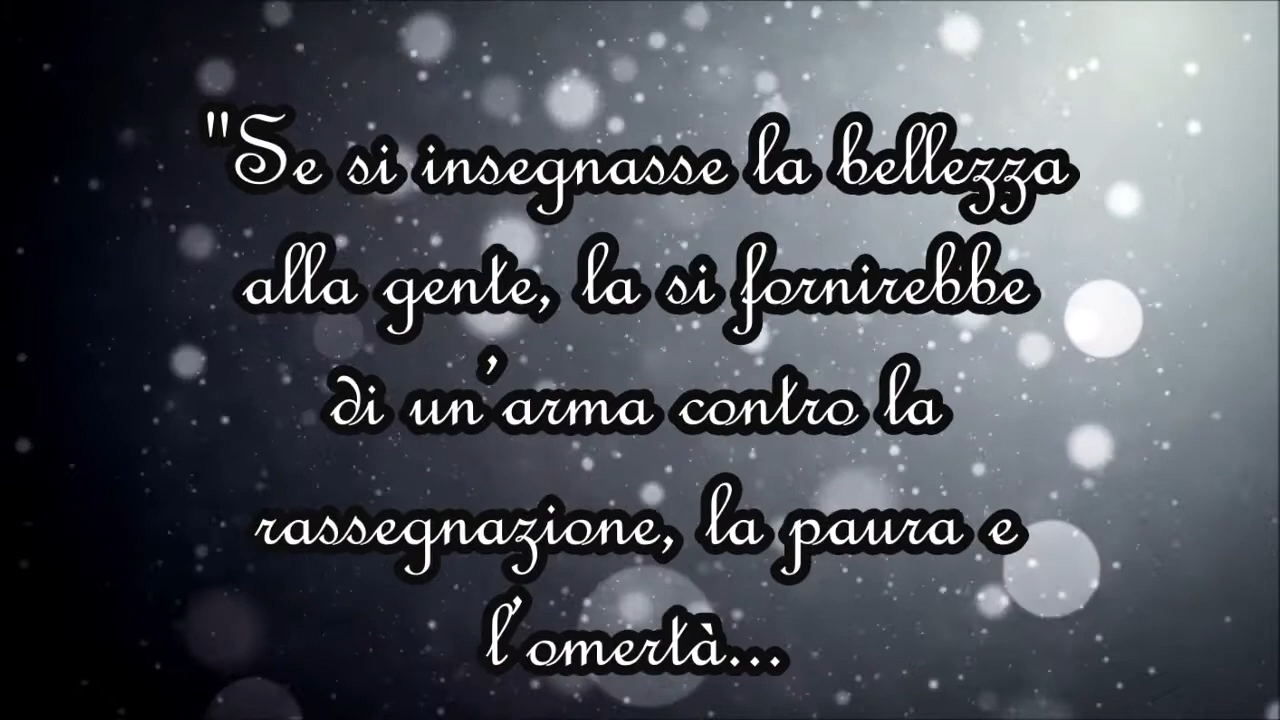 "Se si insegnasse la bellezza
alla gente, la si fornirebbe
di un'arma contro la
rassegnazione, la paura e
l'omertà...